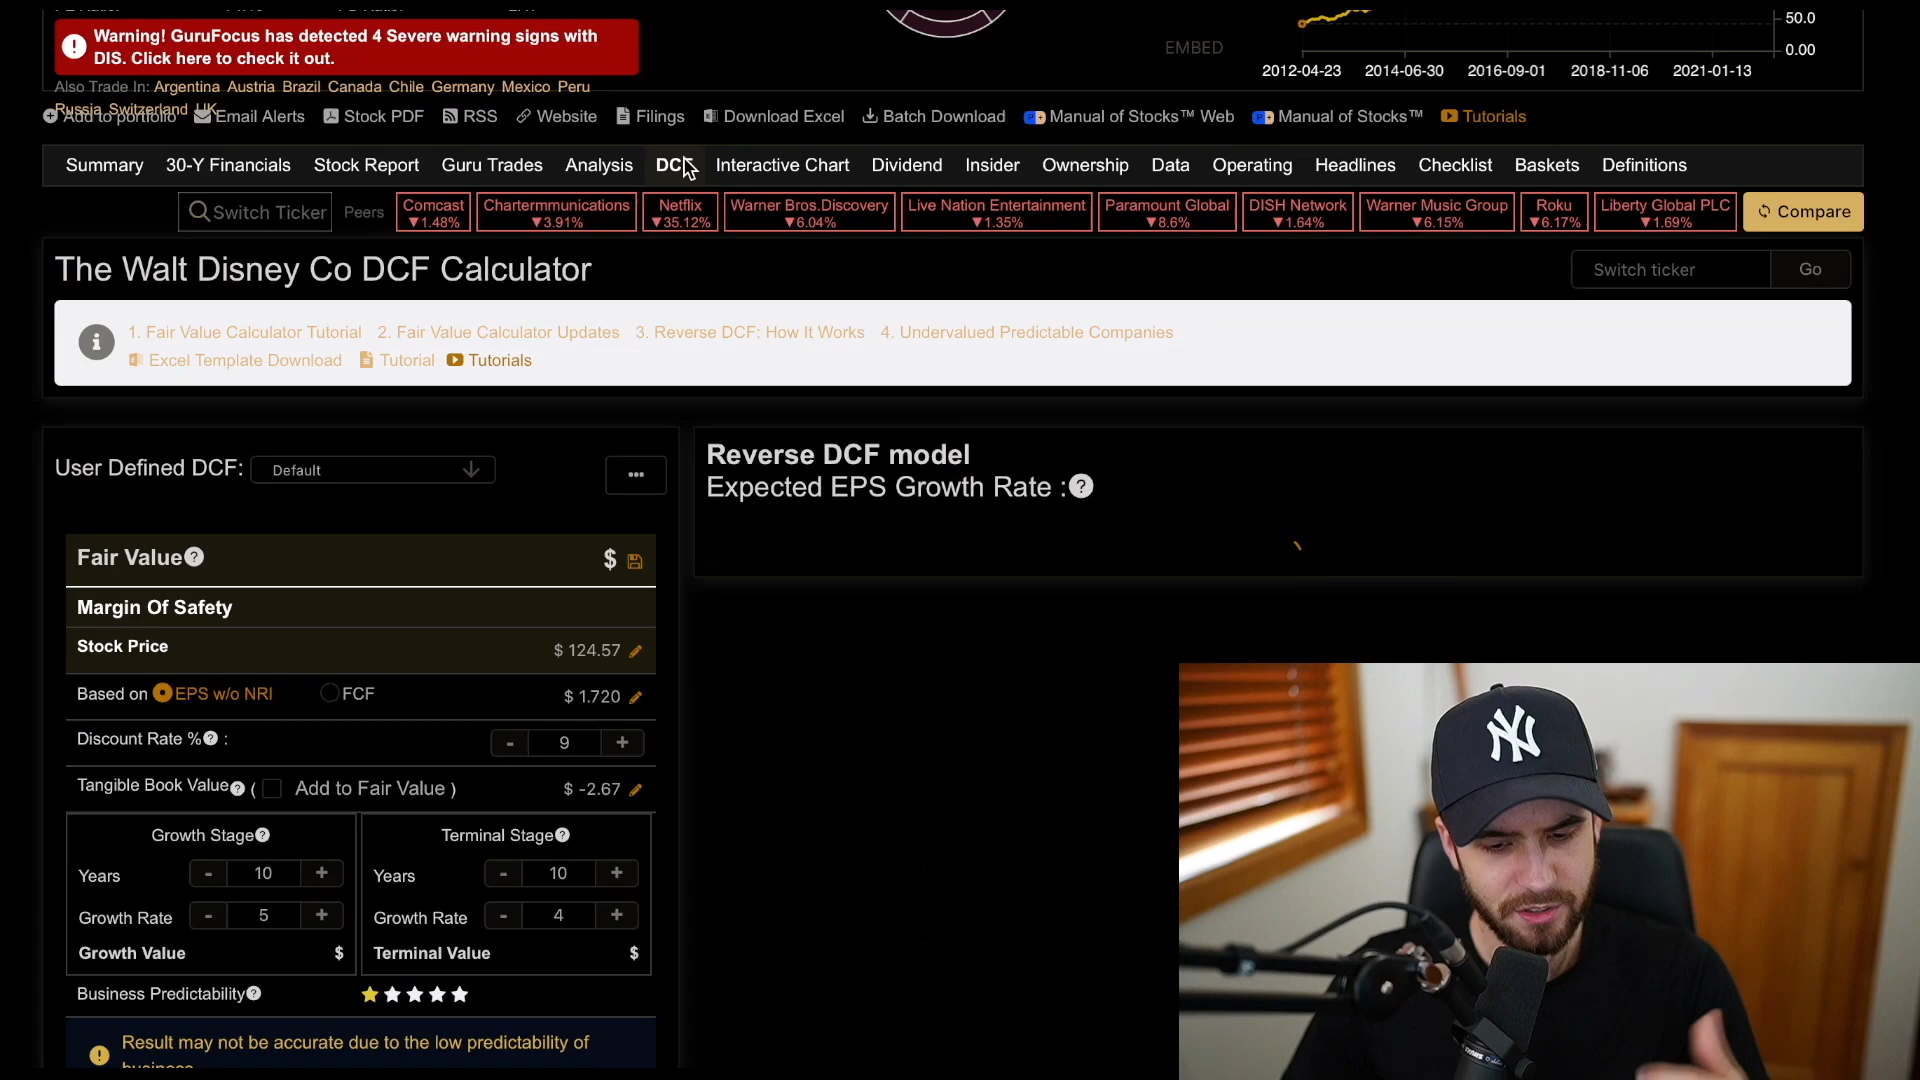 50.0
Warning! GuruFocus has detected 4 Severe warning signs with
DIS. Click here to check it out.
EMBED
0.00
2012-04-23 2014-06-30 2016-09-01 2018-11-06 2021-01-13
Also Trade In: Argentina Austria Brazil Canada Chile Germany Mexico Peru
Russia Switzerland UK
Add to portfolio Email Alerts Stock PDF RSS Website Filings Download Excel Batch Download Manual of Stocks™ Web Manual of Stocks™ Tutorials
Summary 30-Y Financials Stock Report Guru Trades Analysis DCF Interactive Chart Dividend Insider Ownership Data Operating Headlines Checklist Baskets Definitions
Switch Ticker Peers Comcast Chartermmunications Netflix Warner Bros.Discovery Live Nation Entertainment Paramount Global DISH Network Warner Music Group Roku Liberty Global PLC Compare
▼1.48% ▼3.91% ▼35.12% ▼6.04% ▼1.35% ▼8.6% ▼1.64% ▼6.15% ▼6.17% ▼1.69%
The Walt Disney Co DCF Calculator
Switch ticker Go
1. Fair Value Calculator Tutorial 2. Fair Value Calculator Updates 3. Reverse DCF: How It Works 4. Undervalued Predictable Companies
Excel Template Download Tutorial Tutorials
User Defined DCF: Default ...
Reverse DCF model
Expected EPS Growth Rate :?
Fair Value? $
Margin Of Safety
Stock Price $ 124.57
Based on EPS w/o NRI FCF $ 1.720
Discount Rate %? : - 9 +
Tangible Book Value? ( Add to Fair Value ) $ -2.67
Growth Stage? Terminal Stage?
Years - 10 + Years - 10 +
Growth Rate - 5 + Growth Rate - 4 +
Growth Value $ Terminal Value $
Business Predictability?
Result may not be accurate due to the low predictability of
NY